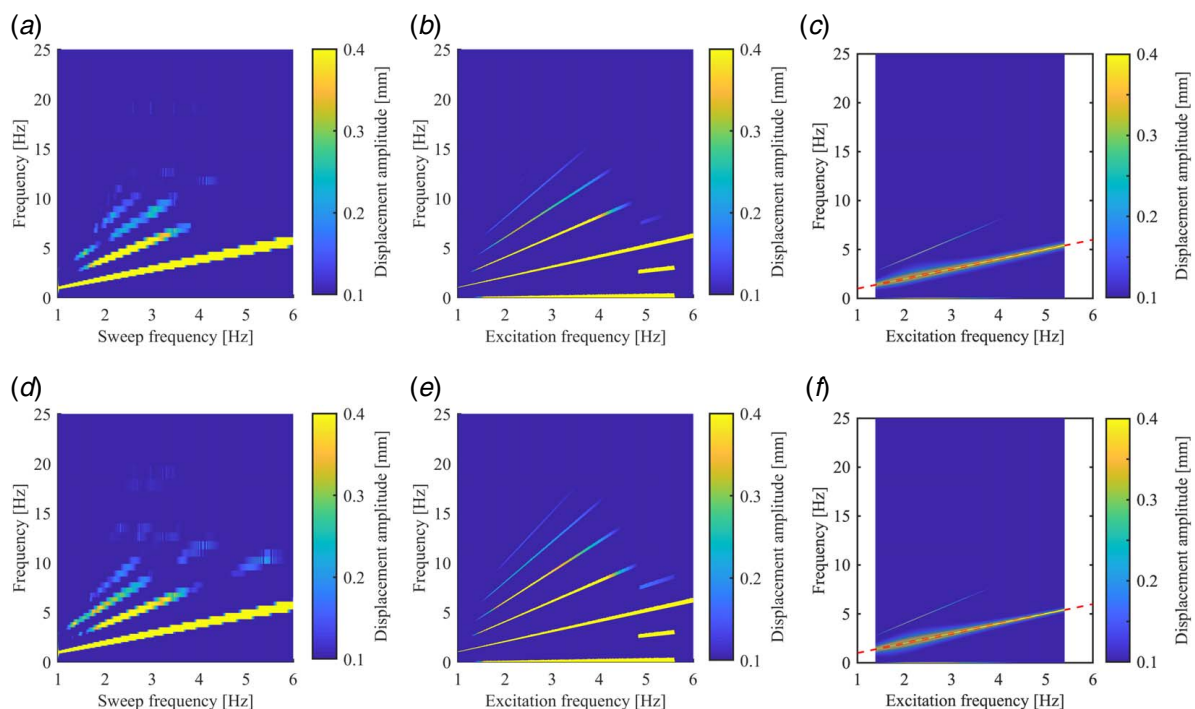 (a)
(b)
(c)
25
20
15
10
5
0
Frequency [Hz]
1 2 3 4 5 6
Sweep frequency [Hz]
0.4
0.3
0.2
0.1
Displacement amplitude [mm]
25
20
15
10
5
0
Frequency [Hz]
1 2 3 4 5 6
Excitation frequency [Hz]
0.4
0.3
0.2
0.1
Displacement amplitude [mm]
25
20
15
10
5
0
Frequency [Hz]
1 2 3 4 5 6
Excitation frequency [Hz]
0.4
0.3
0.2
0.1
Displacement amplitude [mm]
(d)
(e)
(f)
25
20
15
10
5
0
Frequency [Hz]
1 2 3 4 5 6
Sweep frequency [Hz]
0.4
0.3
0.2
0.1
Displacement amplitude [mm]
25
20
15
10
5
0
Frequency [Hz]
1 2 3 4 5 6
Excitation frequency [Hz]
0.4
0.3
0.2
0.1
Displacement amplitude [mm]
25
20
15
10
5
0
Frequency [Hz]
1 2 3 4 5 6
Excitation frequency [Hz]
0.4
0.3
0.2
0.1
Displacement amplitude [mm]